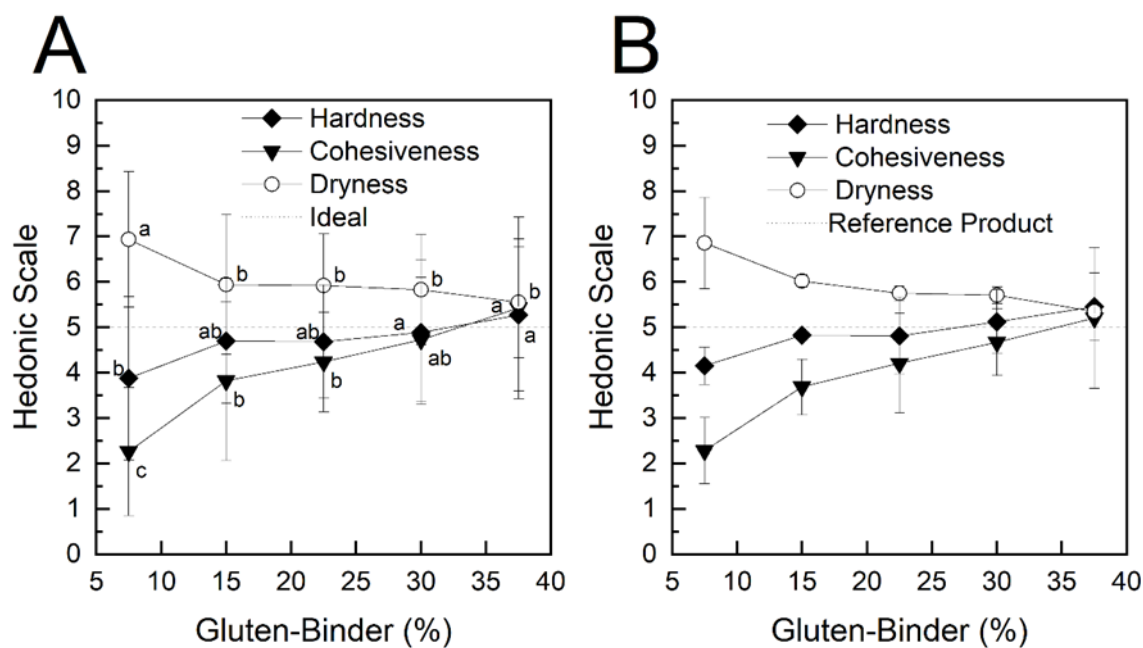 A
10
9
8
7
6
5
4
3
2
1
0
Hedonic Scale
Hardness
Cohesiveness
Dryness
Ideal
a
b
b
b
b
b
ab
ab
a
a
a
c
b
b
ab
5
10
15
20
25
30
35
40
Gluten-Binder (%)
B
10
9
8
7
6
5
4
3
2
1
0
Hedonic Scale
Hardness
Cohesiveness
Dryness
Reference Product
5
10
15
20
25
30
35
40
Gluten-Binder (%)